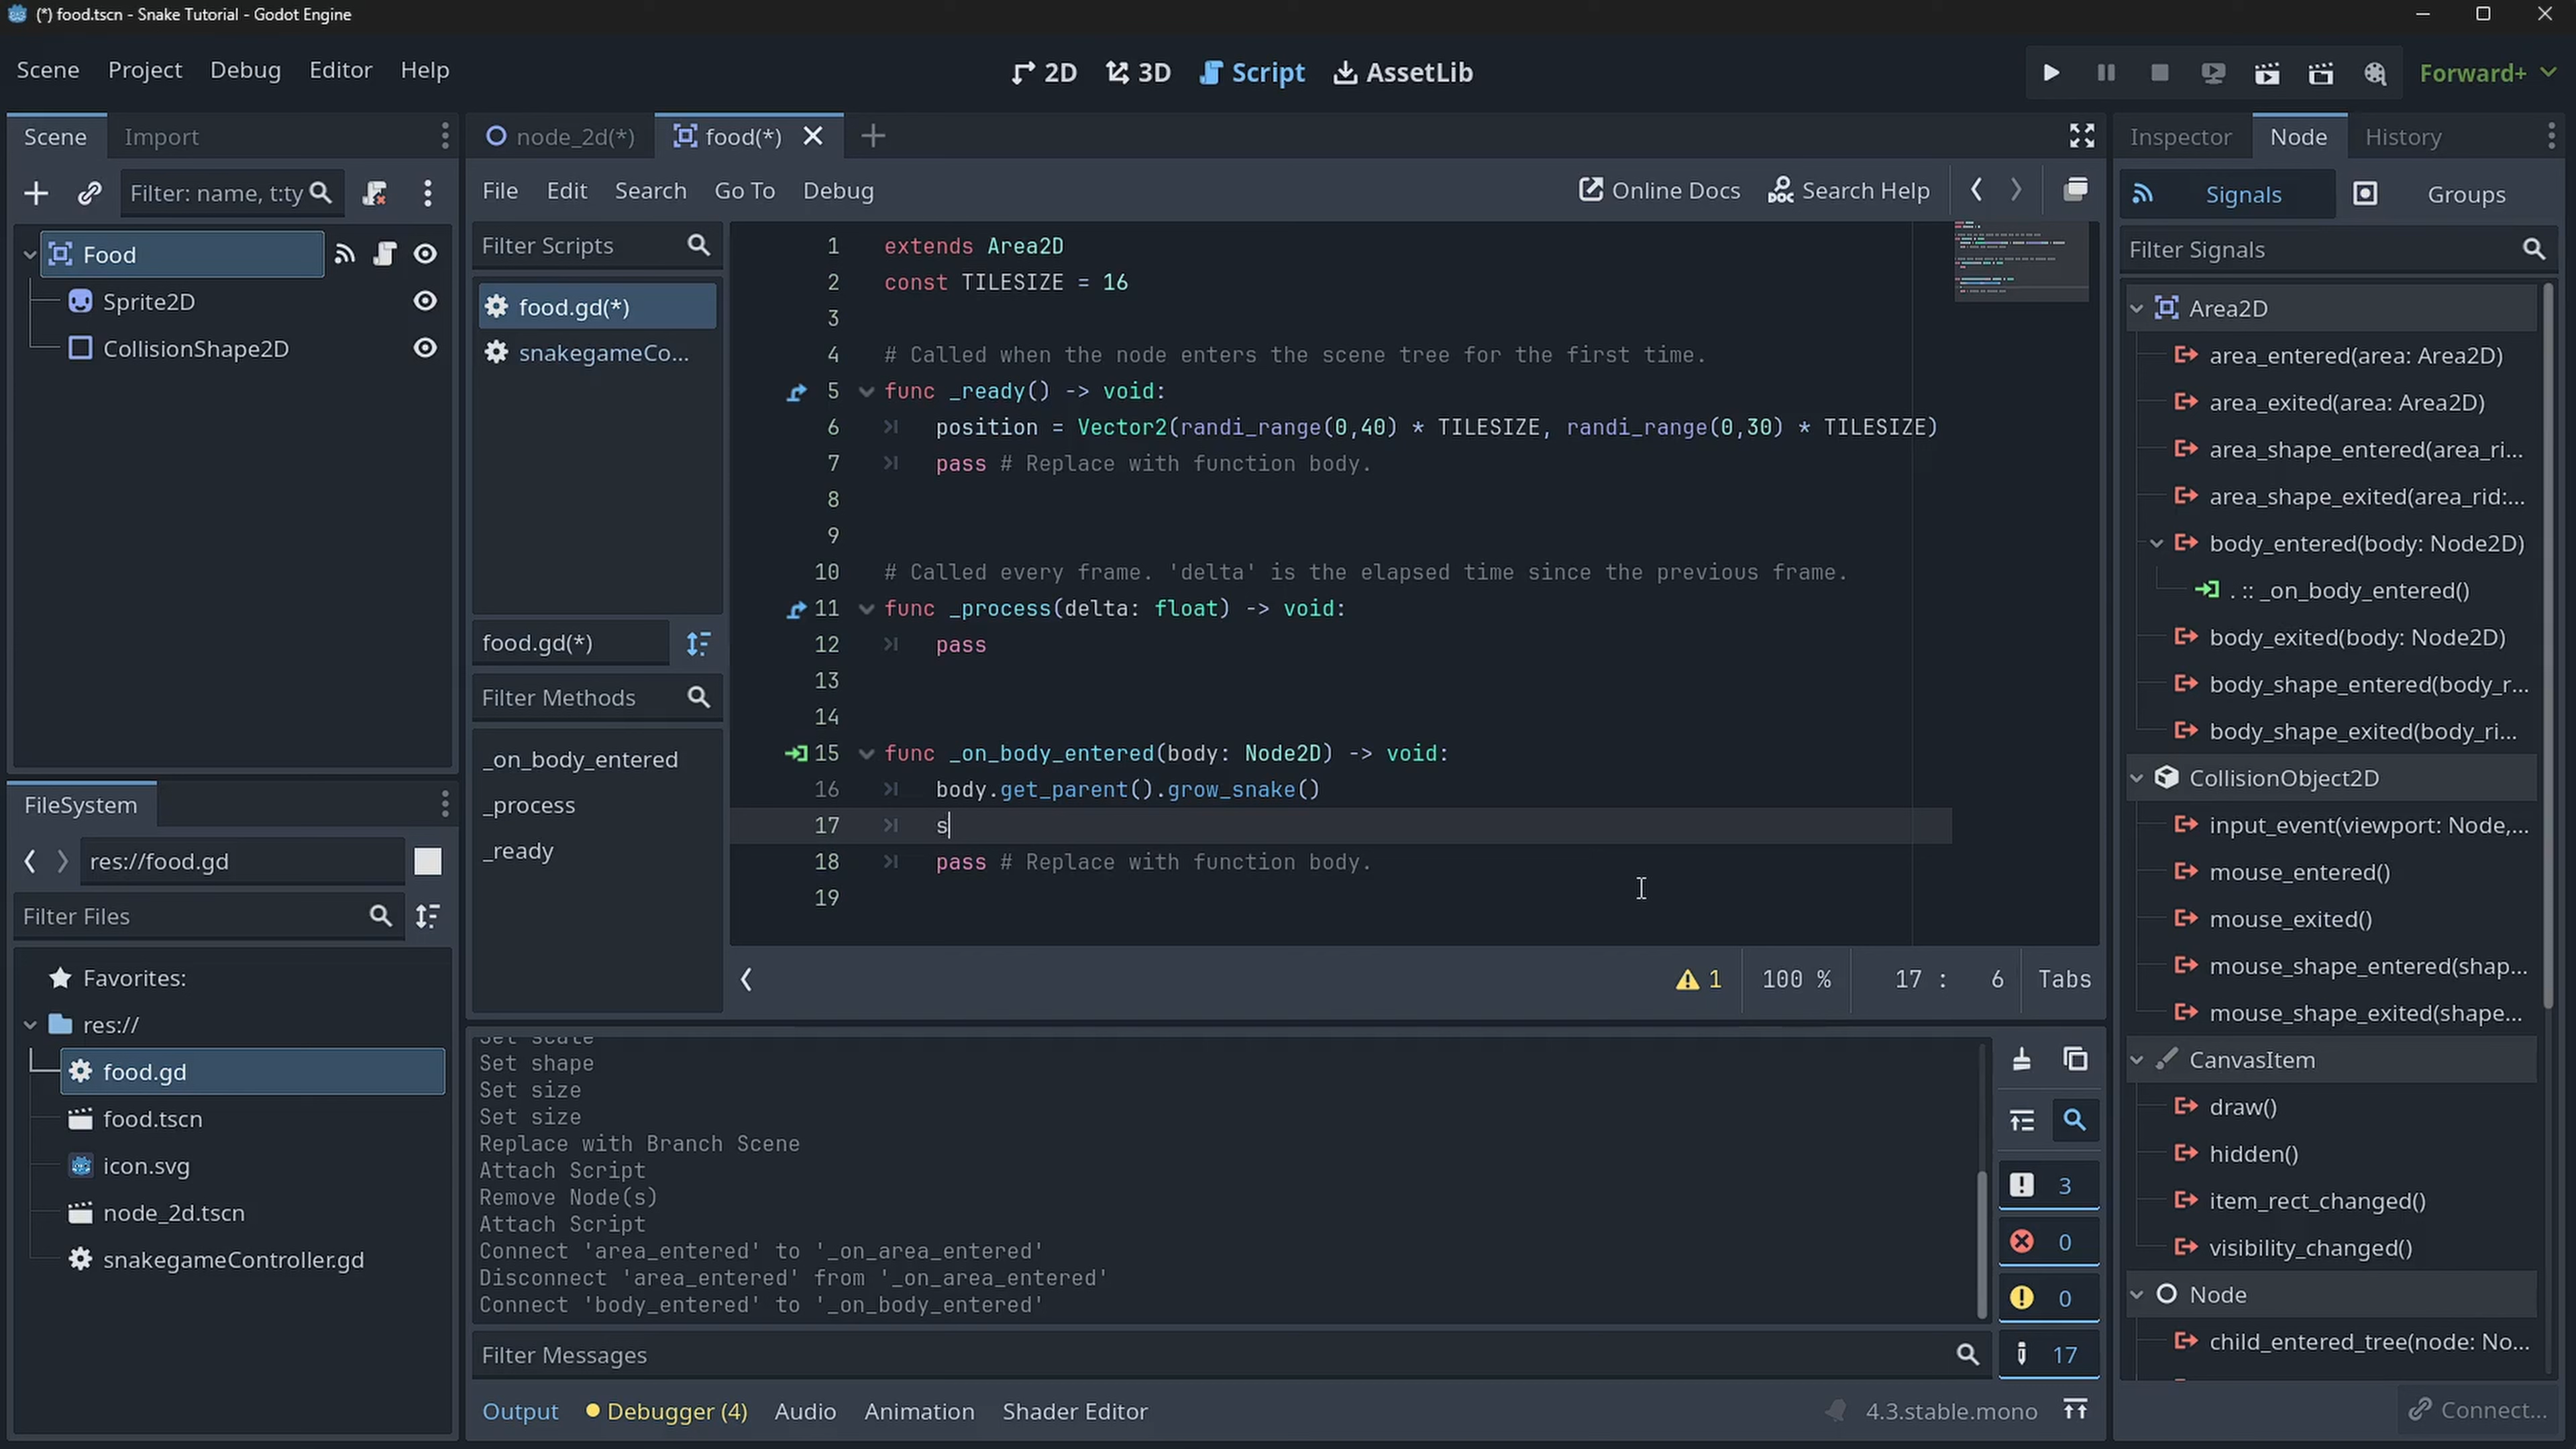 (*) food.tscn - Snake Tutorial - Godot Engine
Scene Project Debug Editor Help
2D 3D Script AssetLib
Forward+
Scene Import
Filter: name, t:ty
Food
Sprite2D
CollisionShape2D
FileSystem
res://food.gd
Filter Files
Favorites:
res://
food.gd
food.tscn
icon.svg
node_2d.tscn
snakegameController.gd
node_2d(*) food(*)
File Edit Search Go To Debug
Online Docs Search Help
Filter Scripts
food.gd(*)
snakegameCo...
food.gd(*)
Filter Methods
_on_body_entered
_process
_ready
1 extends Area2D
2 const TILESIZE = 16
3
4 # Called when the node enters the scene tree for the first time.
5 func _ready() -> void:
6 position = Vector2(randi_range(0,40) * TILESIZE, randi_range(0,30) * TILESIZE)
7 pass # Replace with function body.
8
9
10 # Called every frame. 'delta' is the elapsed time since the previous frame.
11 func _process(delta: float) -> void:
12 pass
13
14
15 func _on_body_entered(body: Node2D) -> void:
16 body.get_parent().grow_snake()
17 s
18 pass # Replace with function body.
19
1 100 % 17 : 6 Tabs
Set scale
Set shape
Set size
Set size
Replace with Branch Scene
Attach Script
Remove Node(s)
Attach Script
Connect 'area_entered' to '_on_area_entered'
Disconnect 'area_entered' from '_on_area_entered'
Connect 'body_entered' to '_on_body_entered'
3
0
0
17
Filter Messages
Output Debugger (4) Audio Animation Shader Editor
4.3.stable.mono
Inspector Node History
Signals Groups
Filter Signals
Area2D
area_entered(area: Area2D)
area_exited(area: Area2D)
area_shape_entered(area_ri...
area_shape_exited(area_rid:...
body_entered(body: Node2D)
. :: _on_body_entered()
body_exited(body: Node2D)
body_shape_entered(body_r...
body_shape_exited(body_ri...
CollisionObject2D
input_event(viewport: Node,...
mouse_entered()
mouse_exited()
mouse_shape_entered(shap...
mouse_shape_exited(shape...
CanvasItem
draw()
hidden()
item_rect_changed()
visibility_changed()
Node
child_entered_tree(node: No...
Connect...